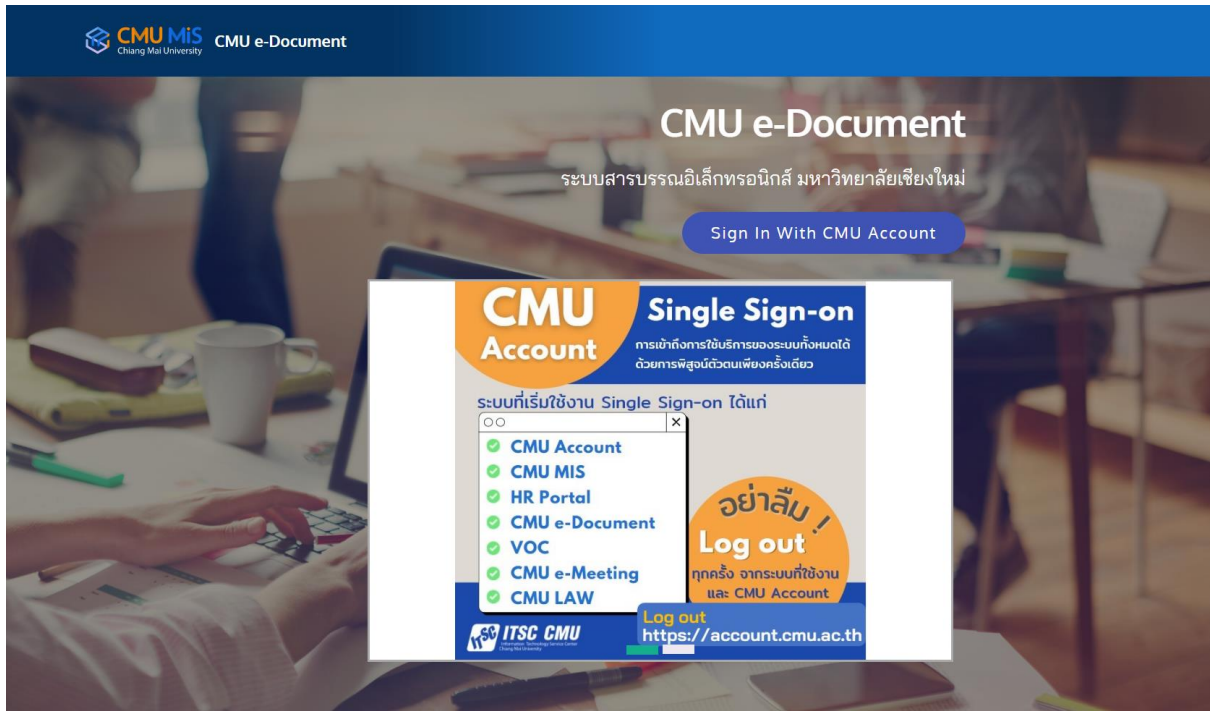 CMU MiS
Chiang Mai University
CMU e-Document
CMU e-Document
ระบบสารบรรณอิเล็กทรอนิกส์ มหาวิทยาลัยเชียงใหม่
Sign In With CMU Account
CMU
Account
Single Sign-on
การเข้าถึงการใช้บริการของระบบทั้งหมดได้
ด้วยการพิสูจน์ตัวตนเพียงครั้งเดียว
ระบบที่เริ่มใช้งาน Single Sign-on ได้แก่
CMU Account
CMU MIS
HR Portal
CMU e-Document
VOC
CMU e-Meeting
CMU LAW
อย่าลืม !
Log out
ทุกครั้ง จากระบบที่ใช้งาน
และ CMU Account
Log out
https://account.cmu.ac.th
ITSC
ITSC CMU
Information Technology Service Center
Chiang Mai University